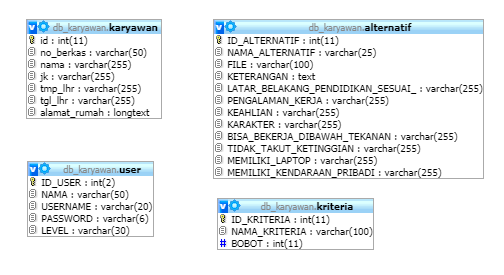 db_karyawan.karyawan
id : int(11)
no_berkas : varchar(50)
nama : varchar(255)
jk : varchar(255)
tmp_lhr : varchar(255)
tgl_lhr : varchar(255)
alamat_rumah : longtext
db_karyawan.alternatif
ID_ALTERNATIF : int(11)
NAMA_ALTERNATIF : varchar(25)
FILE : varchar(100)
KETERANGAN : text
LATAR_BELAKANG_PENDIDIKAN_SESUAI_ : varchar(255)
PENGALAMAN_KERJA : varchar(255)
KEAHLIAN : varchar(255)
KARAKTER : varchar(255)
BISA_BEKERJA_DIBAWAH_TEKANAN : varchar(255)
TIDAK_TAKUT_KETINGGIAN : varchar(255)
MEMILIKI_LAPTOP : varchar(255)
MEMILIKI_KENDARAAN_PRIBADI : varchar(255)
db_karyawan.user
ID_USER : int(2)
NAMA : varchar(50)
USERNAME : varchar(20)
PASSWORD : varchar(6)
LEVEL : varchar(30)
db_karyawan.kriteria
ID_KRITERIA : int(11)
NAMA_KRITERIA : varchar(100)
# BOBOT : int(11)